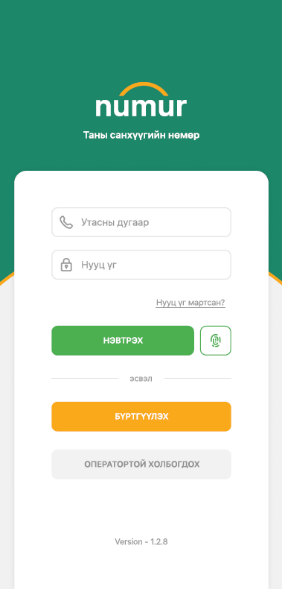 numur
Таны санхүүгийн нөмөр
Утасны дугаар
Нууц үг
Нууц үг мартсан?
НЭВТРЭХ
эсвэл
БҮРТГҮҮЛЭХ
ОПЕРАТОРТОЙ ХОЛБОГДОХ
Version - 1.2.8